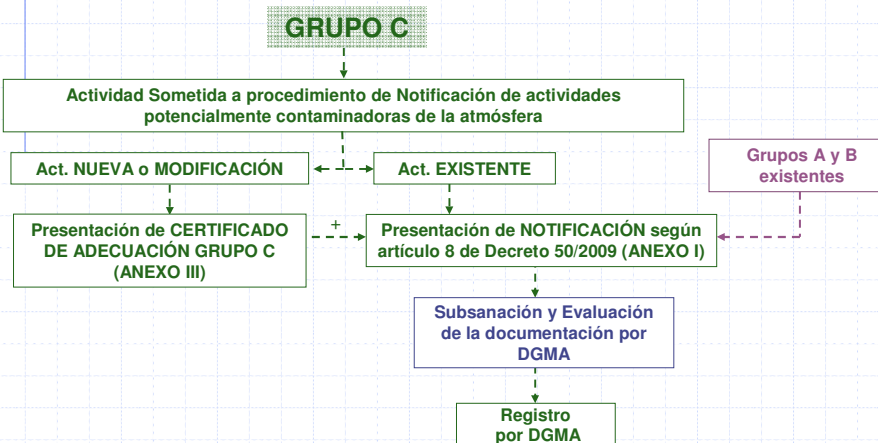 GRUPO C
Actividad Sometida a procedimiento de Notificación de actividades
potencialmente contaminadoras de la atmósfera
Act. NUEVA o MODIFICACIÓN
Act. EXISTENTE
Grupos A y B
existentes
Presentación de CERTIFICADO
DE ADECUACIÓN GRUPO C
(ANEXO III)
+
Presentación de NOTIFICACIÓN según
artículo 8 de Decreto 50/2009 (ANEXO I)
Subsanación y Evaluación
de la documentación por
DGMA
Registro
por DGMA